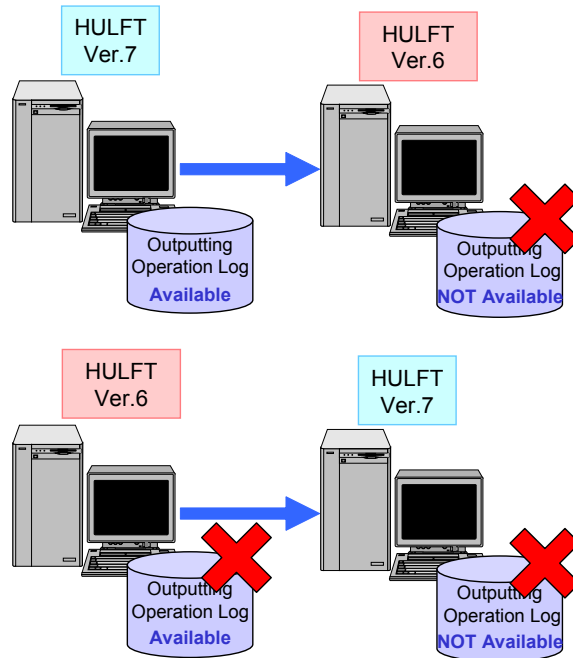 HULFT
Ver.7
HULFT
Ver.6
Outputting
Operation Log
Available
Outputting
Operation Log
NOT Available
HULFT
Ver.6
HULFT
Ver.7
Outputting
Operation Log
Available
Outputting
Operation Log
NOT Available